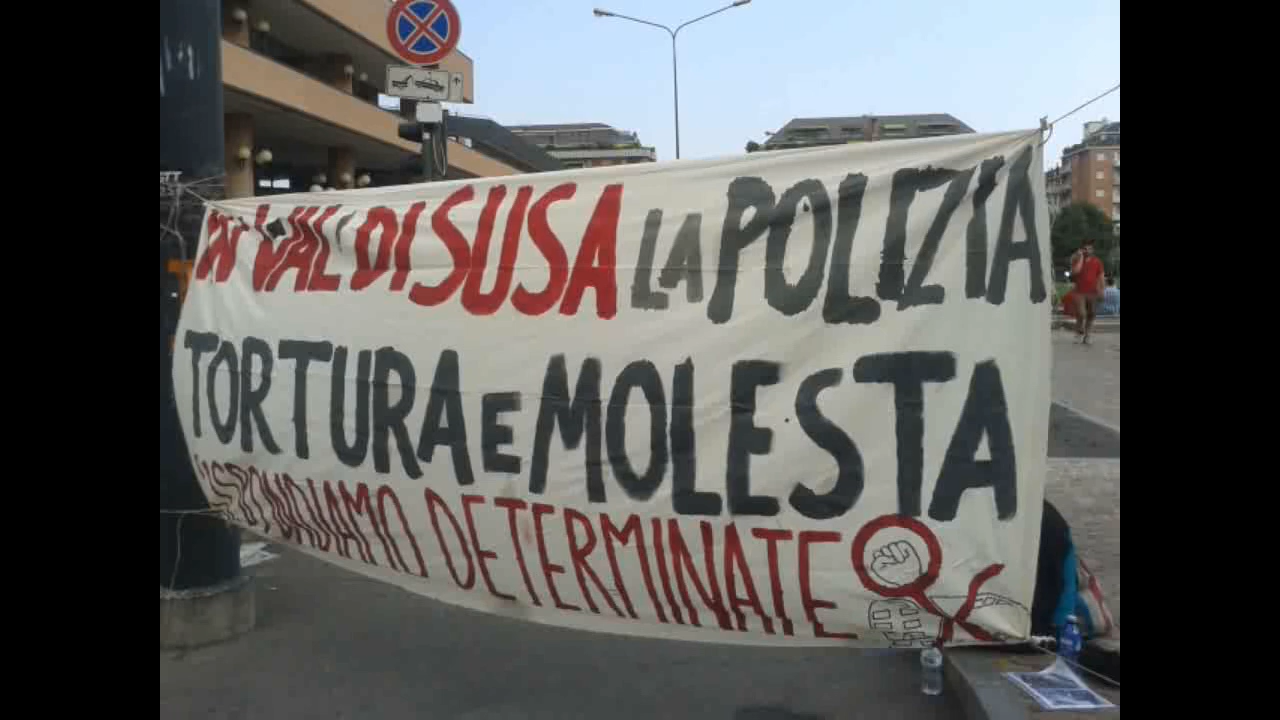 IN VAL DI SUSA LA POLIZIA
TORTURA E MOLESTA
RISPONDIAMO DETERMINATE